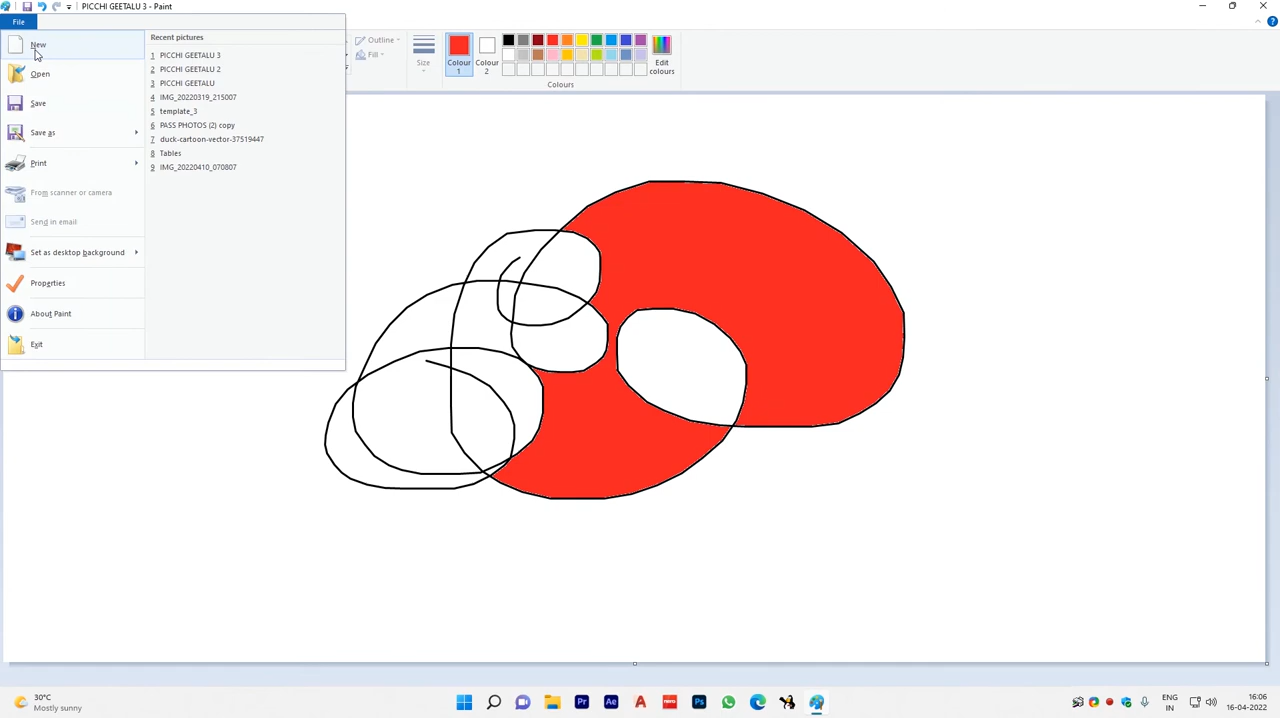 PICCHI GEETALU 3 - Paint
File
New
Open
Save
Save as
Print
From scanner or camera
Send in email
Set as desktop background
Properties
About Paint
Exit
Recent pictures
1 PICCHI GEETALU 3
2 PICCHI GEETALU 2
3 PICCHI GEETALU
4 IMG_20220319_215007
5 template_3
6 PASS PHOTOS (2) copy
7 duck-cartoon-vector-37519447
8 Tables
9 IMG_20220410_070807
Outline
Fill
Size
Colour 1
Colour 2
Edit colours
Colours
30°C
Mostly sunny
Pr
Ae
A
nero
Ps
ENG
IN
16:06
16-04-2022